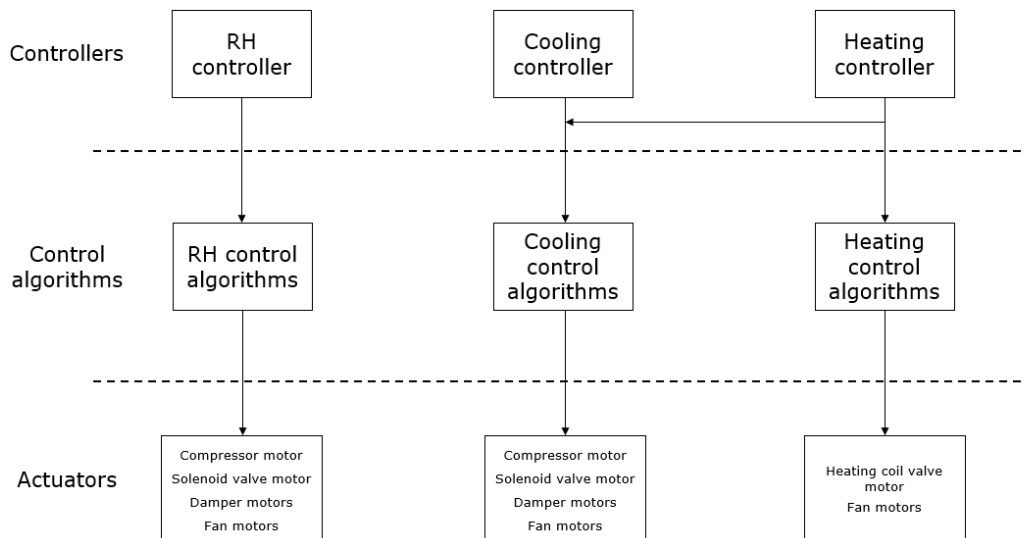 Controllers
RH
controller
Cooling
controller
Heating
controller
Control
algorithms
RH control
algorithms
Cooling
control
algorithms
Heating
control
algorithms
Actuators
Compressor motor
Solenoid valve motor
Damper motors
Fan motors
Compressor motor
Solenoid valve motor
Damper motors
Fan motors
Heating coil valve
motor
Fan motors